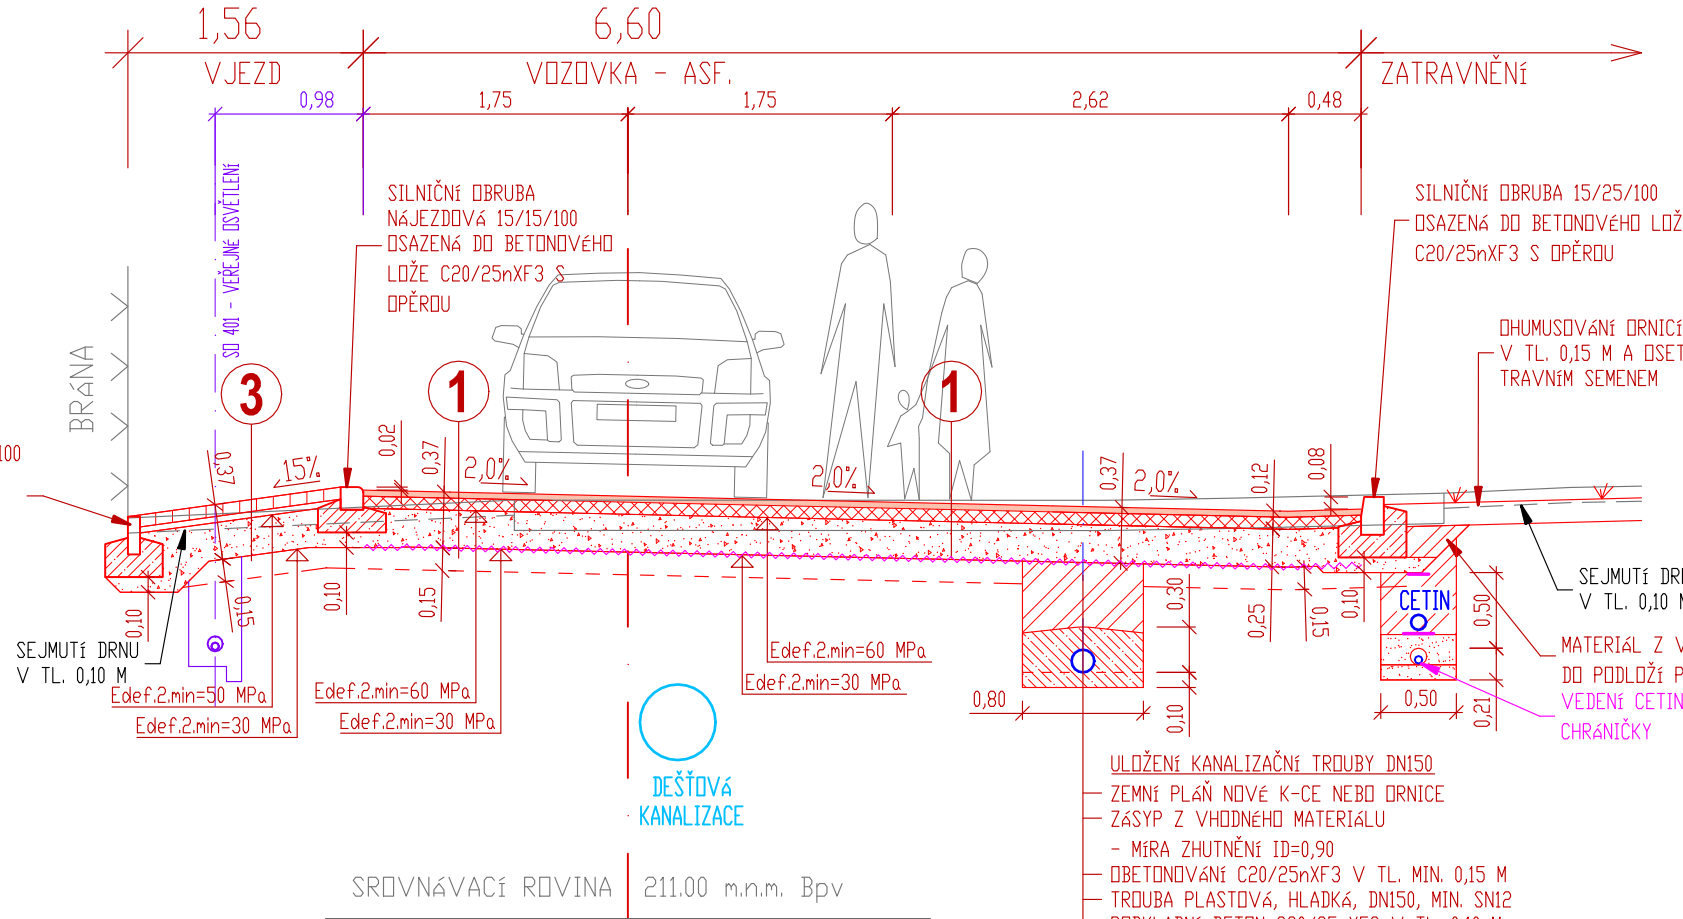 1,56
6,60
VJEZD
VOZOVKA - ASF.
ZATRAVNĚNÍ
0,98
1,75
1,75
2,62
0,48
SO 401 - VEŘEJNÉ OSVĚTLENÍ
SILNIČNÍ OBRUBA
NÁJEZDOVÁ 15/15/100
OSAZENÁ DO BETONOVÉHO
LOŽE C20/25nXF3 S
OPĚROU
SILNIČNÍ OBRUBA 15/25/100
OSAZENÁ DO BETONOVÉHO LOŽ
C20/25nXF3 S OPĚROU
OHUMUSOVÁNÍ ORNICÍ
V TL. 0,15 M A OSET
TRAVNÍM SEMENEM
BRÁNA
3
1
1
100
0,37
15%
0,02
0,37
2,0%
2,0%
0,37
2,0%
0,12
0,08
0,10
0,15
0,10
0,15
0,30
0,25
0,15
0,10
0,50
CETIN
SEJMUTÍ DRNU
V TL. 0,10 M
SEJMUTÍ DR
V TL. 0,10 M
Edef.2.min=50 MPa
Edef.2.min=30 MPa
Edef.2.min=60 MPa
Edef.2.min=30 MPa
Edef.2.min=60 MPa
Edef.2.min=30 MPa
0,80
0,10
0,50
0,21
MATERIÁL Z V
DO PODLOŽÍ P
VEDENÍ CETIN
CHRÁNIČKY
DEŠŤOVÁ
KANALIZACE
ULOŽENÍ KANALIZAČNÍ TROUBY DN150
ZEMNÍ PLÁŇ NOVÉ K-CE NEBO ORNICE
ZÁSYP Z VHODNÉHO MATERIÁLU
- MÍRA ZHUTNĚNÍ ID=0,90
OBETONOVÁNÍ C20/25nXF3 V TL. MIN. 0,15 M
TROUBA PLASTOVÁ, HLADKÁ, DN150, MIN. SN12
SROVNÁVACÍ ROVINA 211.00 m.n.m. Bpv